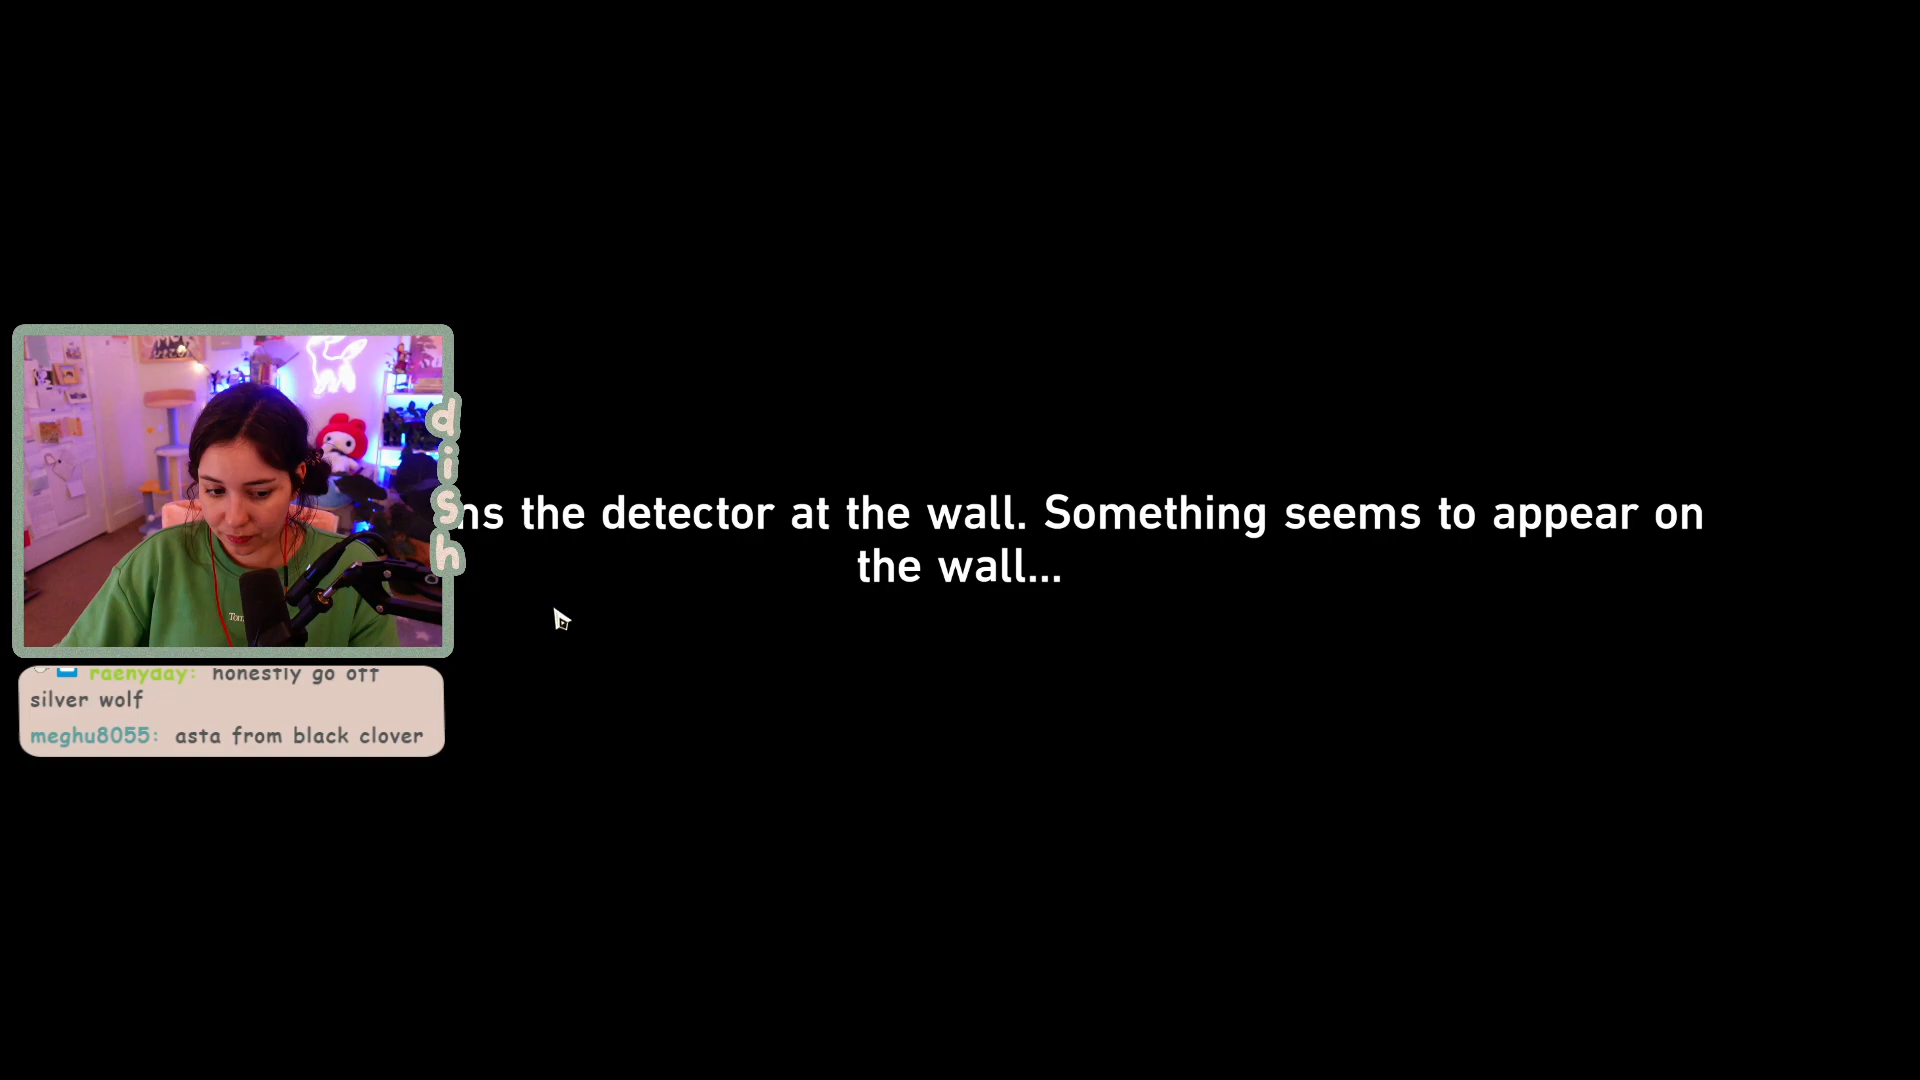 dish
the detector at the wall. Something seems to appear on
the wall...
raenyday: honestly go off
silver wolf
meghu8055: asta from black clover